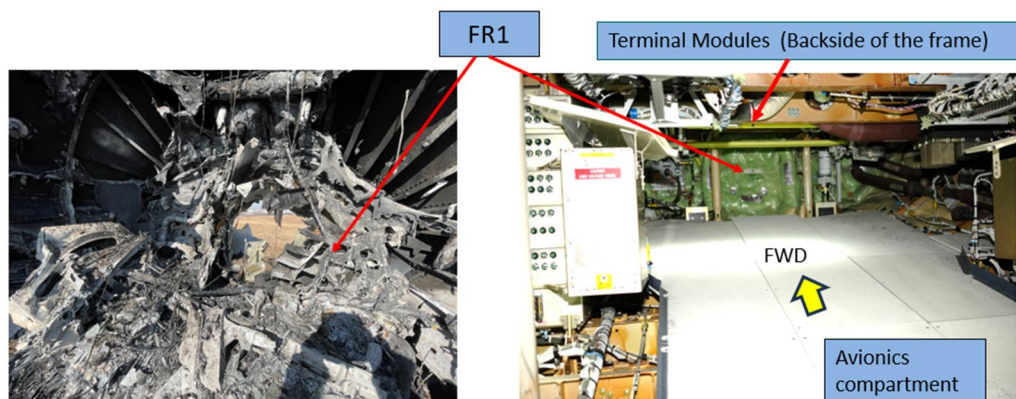 FR1
Terminal Modules (Backside of the frame)
FWD
Avionics
compartment